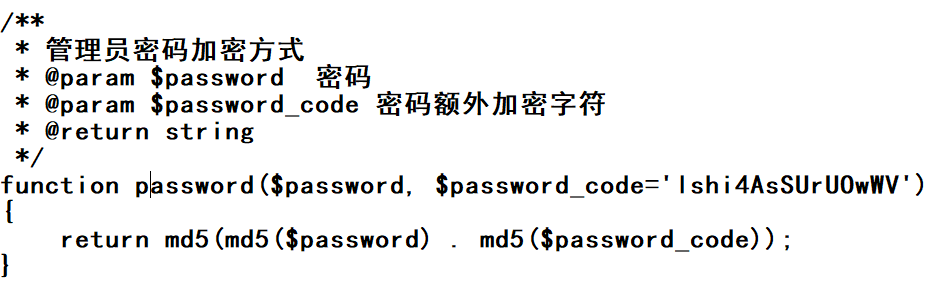 /**
 * 管理员密码加密方式
 * @param $password  密码
 * @param $password_code 密码额外加密字符
 * @return string
 */
function password($password, $password_code='lshi4AsSUrUOwWV')
{
    return md5(md5($password) . md5($password_code));
}